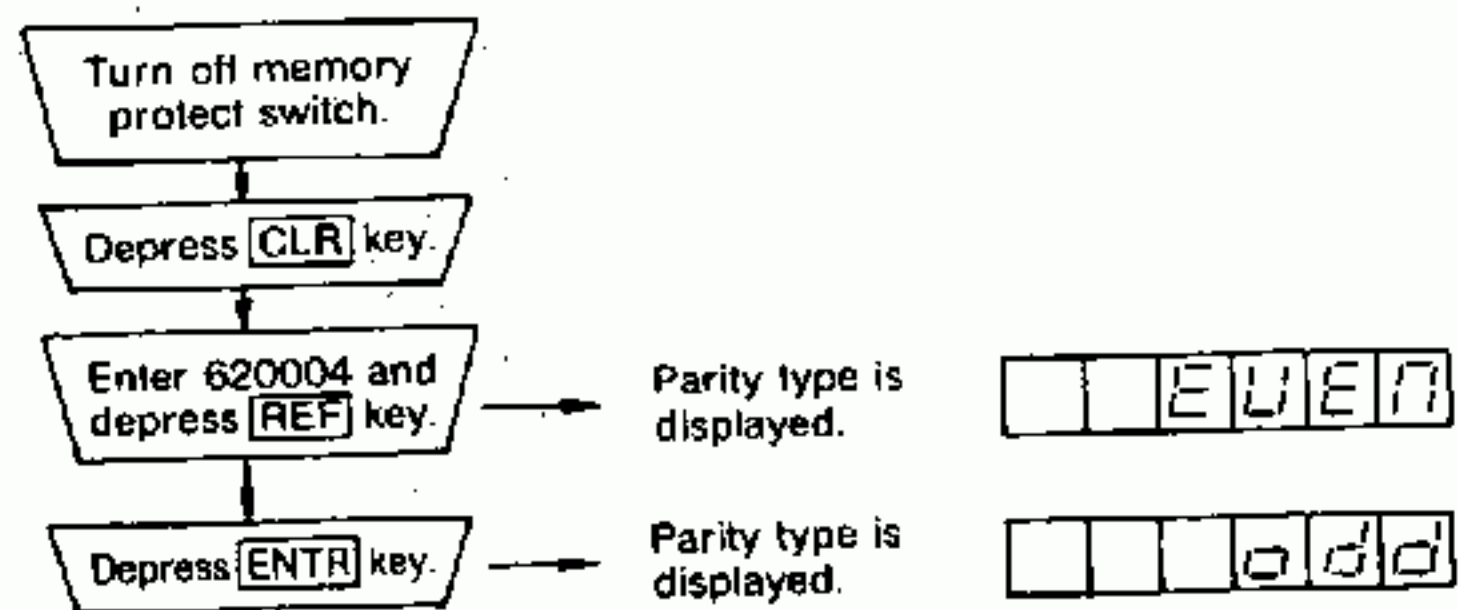 Turn off memory
protect switch.
Depress CLR key.
Enter 620004 and
depress REF key.
Parity type is
displayed.
EVEN
Depress ENTR key.
Parity type is
displayed.
odd